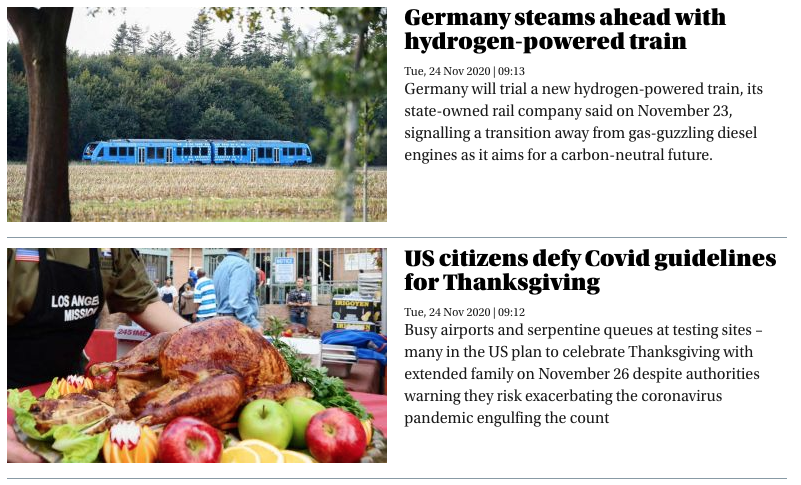 Germany steams ahead with
hydrogen-powered train
Tue, 24 Nov 2020 | 09:13
Germany will trial a new hydrogen-powered train, its
state-owned rail company said on November 23,
signalling a transition away from gas-guzzling diesel
engines as it aims for a carbon-neutral future.
US citizens defy Covid guidelines
for Thanksgiving
Tue, 24 Nov 2020 | 09:12
Busy airports and serpentine queues at testing sites –
many in the US plan to celebrate Thanksgiving with
extended family on November 26 despite authorities
warning they risk exacerbating the coronavirus
pandemic engulfing the count
NOTICE
LOS ANGEL
MISSIO
IRIGOYEN